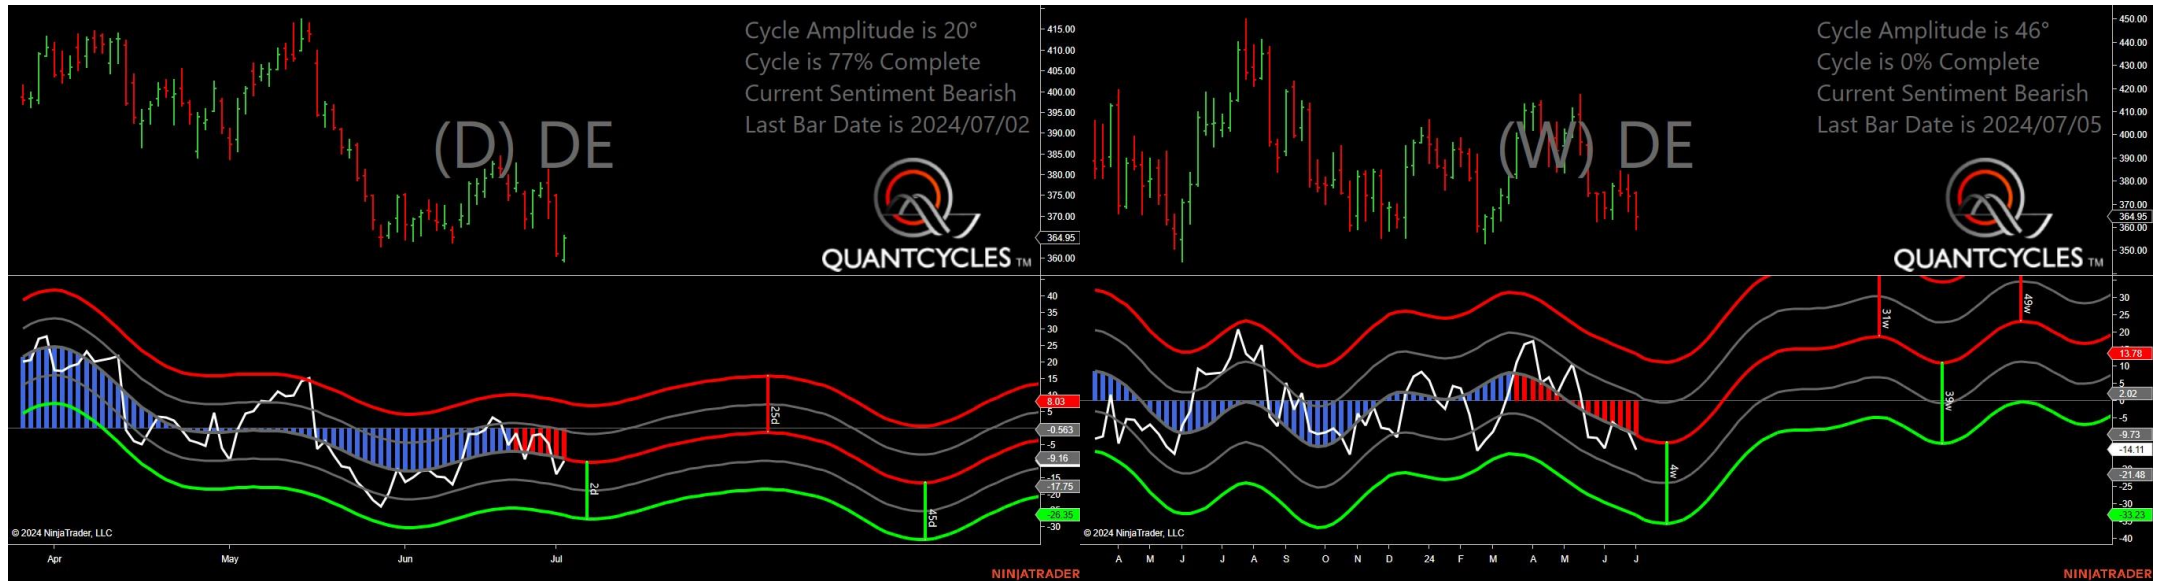 Cycle Amplitude is 20°
Cycle is 77% Complete
Current Sentiment Bearish
Last Bar Date is 2024/07/02
(D) DE
QUANTCYCLES TM
415.00
410.00
405.00
400.00
395.00
390.00
385.00
380.00
375.00
370.00
364.95
360.00
40
35
30
25
20
15
8.03
5
-0.563
-5
-9.16
-15
-17.75
-20
-26.35
-30
25d
2d
45d
© 2024 NinjaTrader, LLC
Apr May Jun Jul
NINJATRADER
Cycle Amplitude is 46°
Cycle is 0% Complete
Current Sentiment Bearish
Last Bar Date is 2024/07/05
(W) DE
QUANTCYCLES TM
450.00
440.00
430.00
420.00
410.00
400.00
390.00
380.00
370.00
364.95
360.00
350.00
30
25
20
13.78
10
5
2.02
-5
-9.73
-14.11
-21.48
-25
-30
-33.23
-40
31w
49w
39w
4w
© 2024 NinjaTrader, LLC
A M J J A S O N D 24 F M A M J J
NINJATRADER